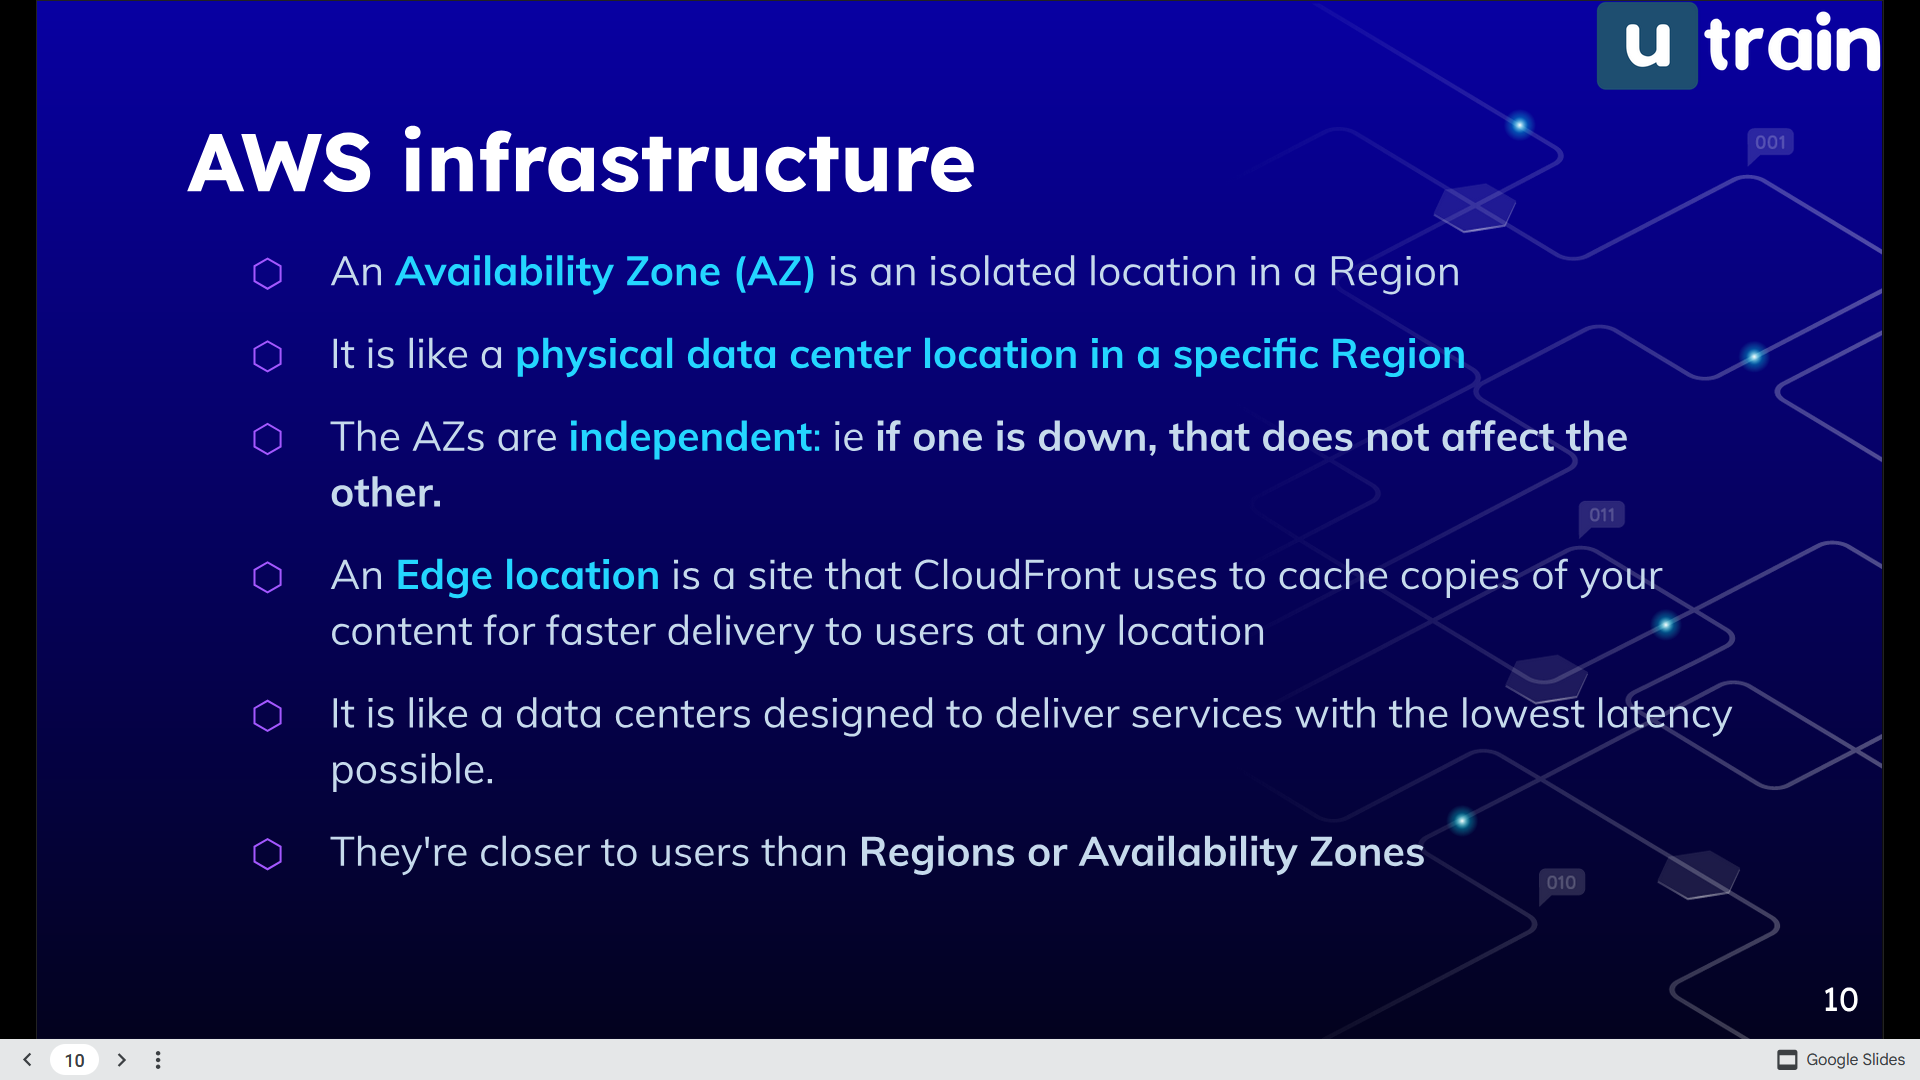 u train
001
AWS infrastructure
An Availability Zone (AZ) is an isolated location in a Region
It is like a physical data center location in a specific Region
The AZs are independent: ie if one is down, that does not affect the
other.
011
An Edge location is a site that CloudFront uses to cache copies of your
content for faster delivery to users at any location
It is like a data centers designed to deliver services with the lowest latency
possible.
They're closer to users than Regions or Availability Zones
010
10
10
Google Slides